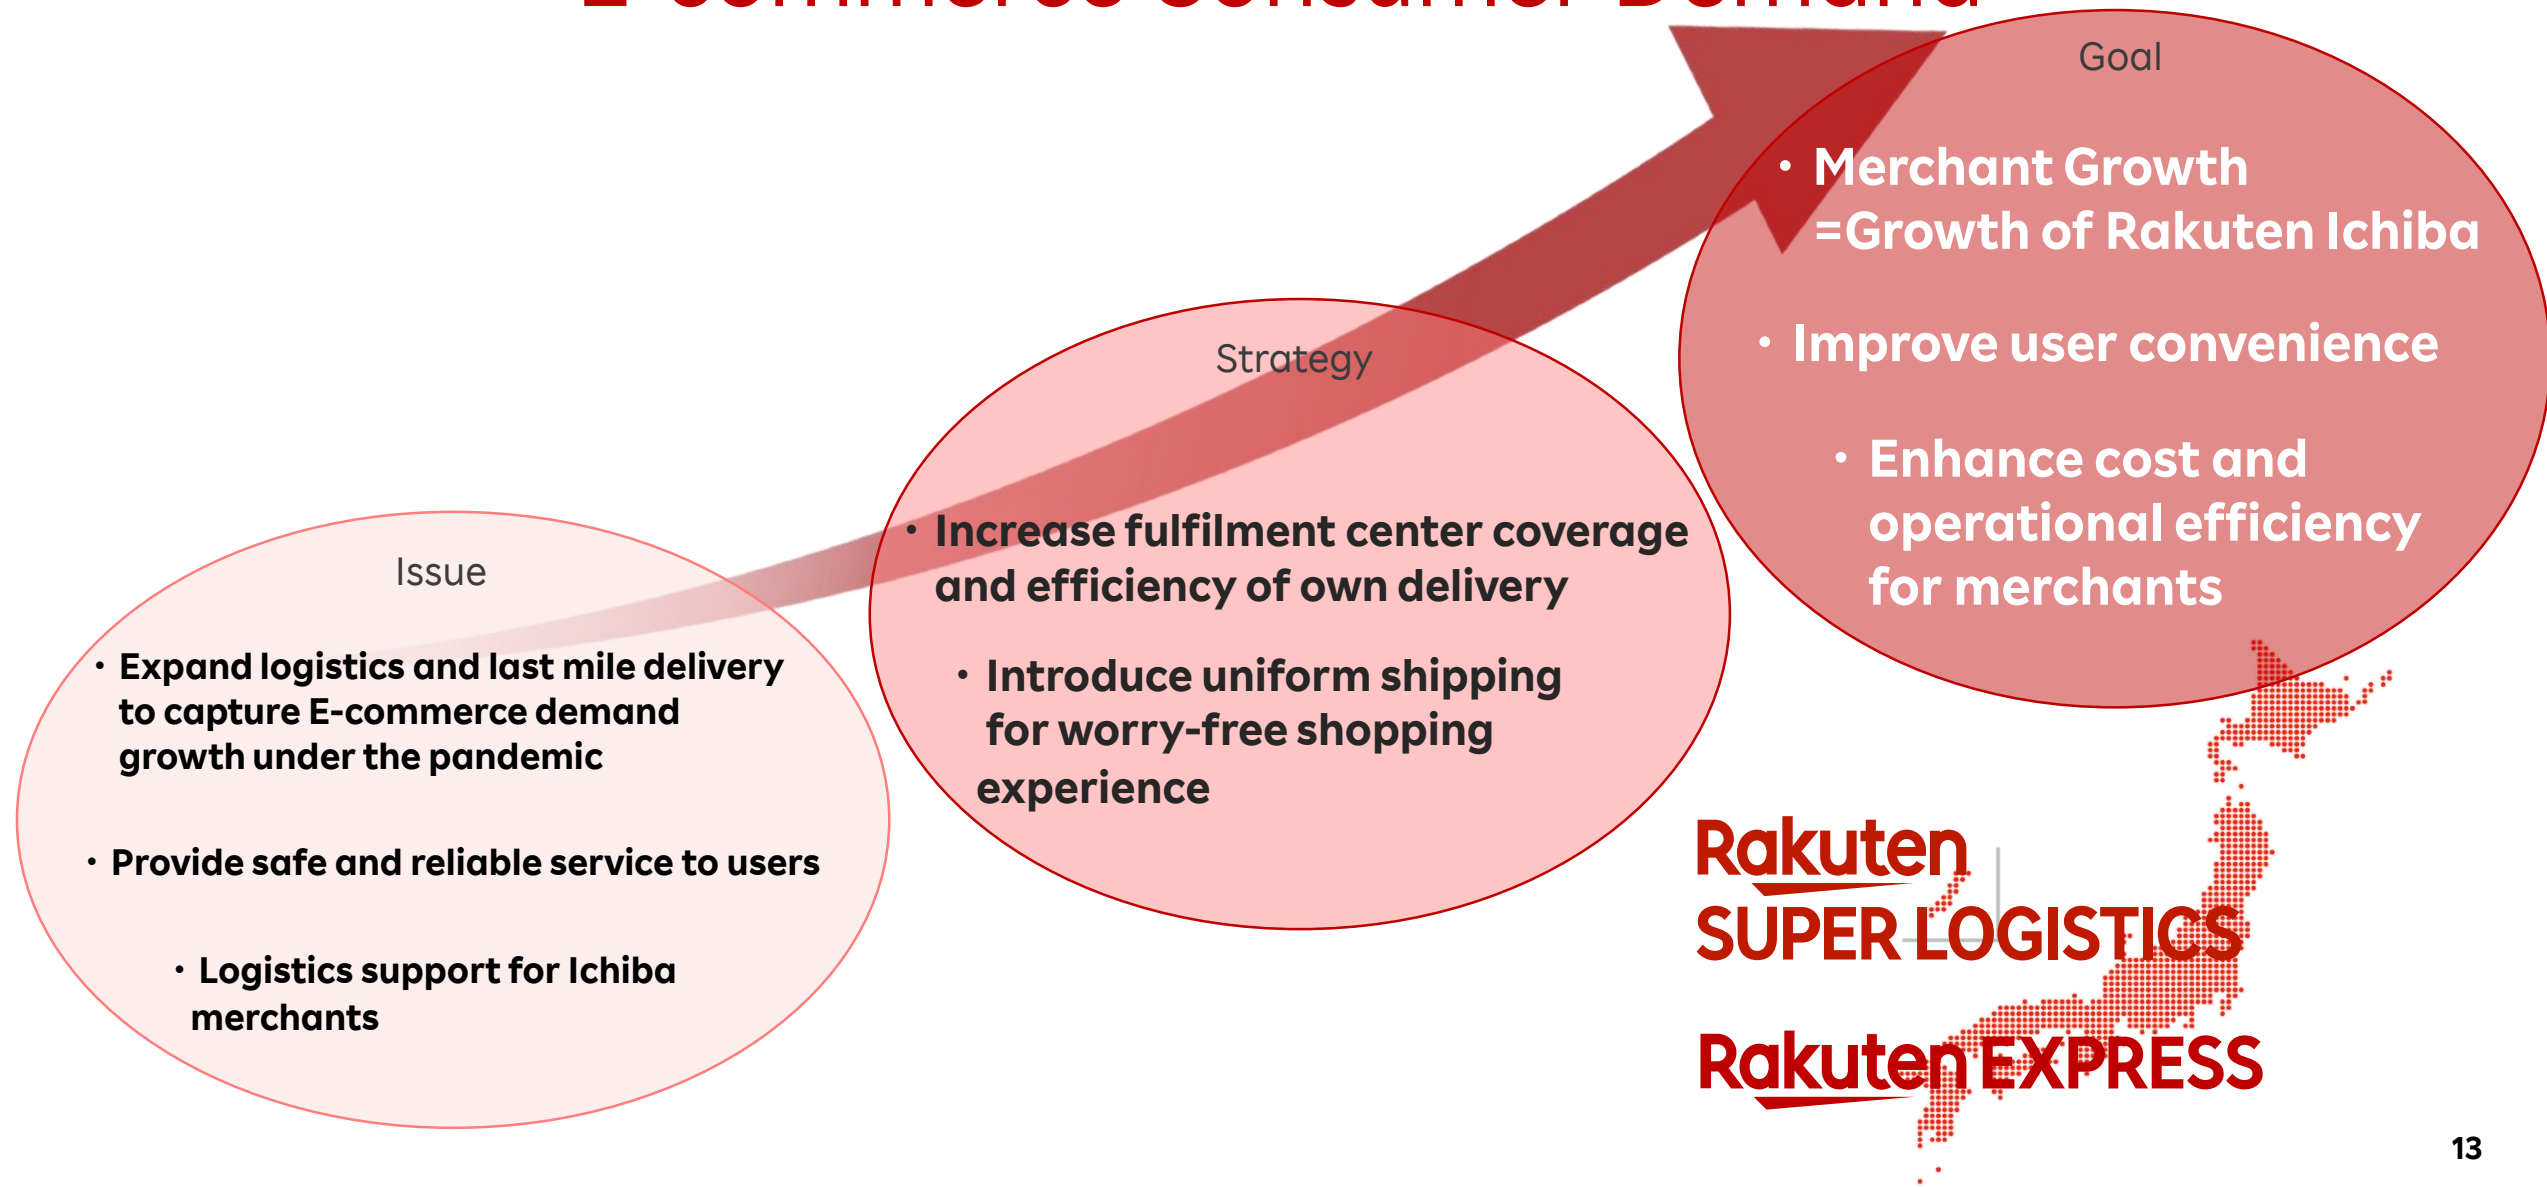 E-commerce Consumer Demand
Goal
・Merchant Growth
=Growth of Rakuten Ichiba
・Improve user convenience
・Enhance cost and
operational efficiency
for merchants
Strategy
・Increase fulfilment center coverage
and efficiency of own delivery
・Introduce uniform shipping
for worry-free shopping
experience
Issue
・Expand logistics and last mile delivery
to capture E-commerce demand
growth under the pandemic
・Provide safe and reliable service to users
・Logistics support for Ichiba
merchants
Rakuten
SUPER LOGISTICS
Rakuten EXPRESS
13